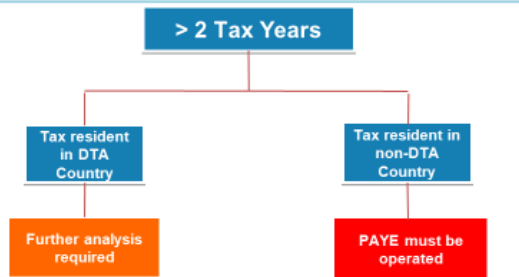 > 2 Tax Years
Tax resident
in DTA
Country
Tax resident in
non-DTA
Country
Further analysis
required
PAYE must be
operated